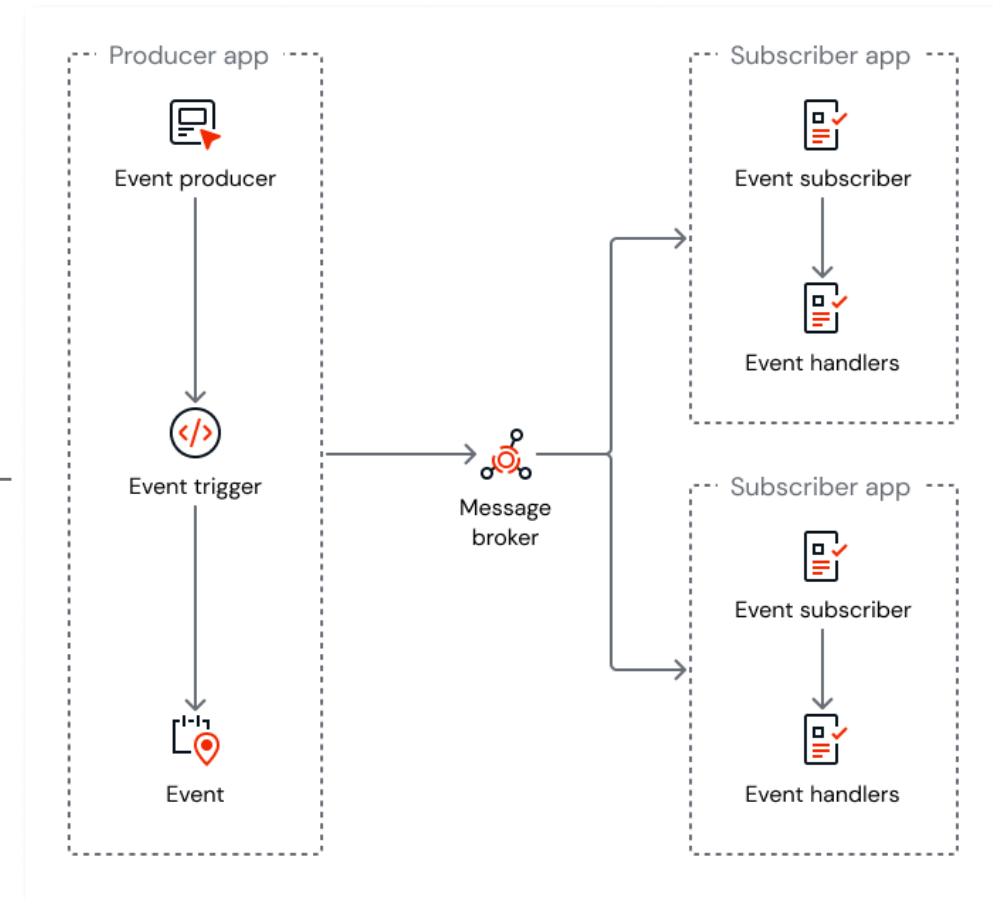 Producer app
Event producer
Event trigger
Event
Message
broker
Subscriber app
Event subscriber
Event handlers
Subscriber app
Event subscriber
Event handlers